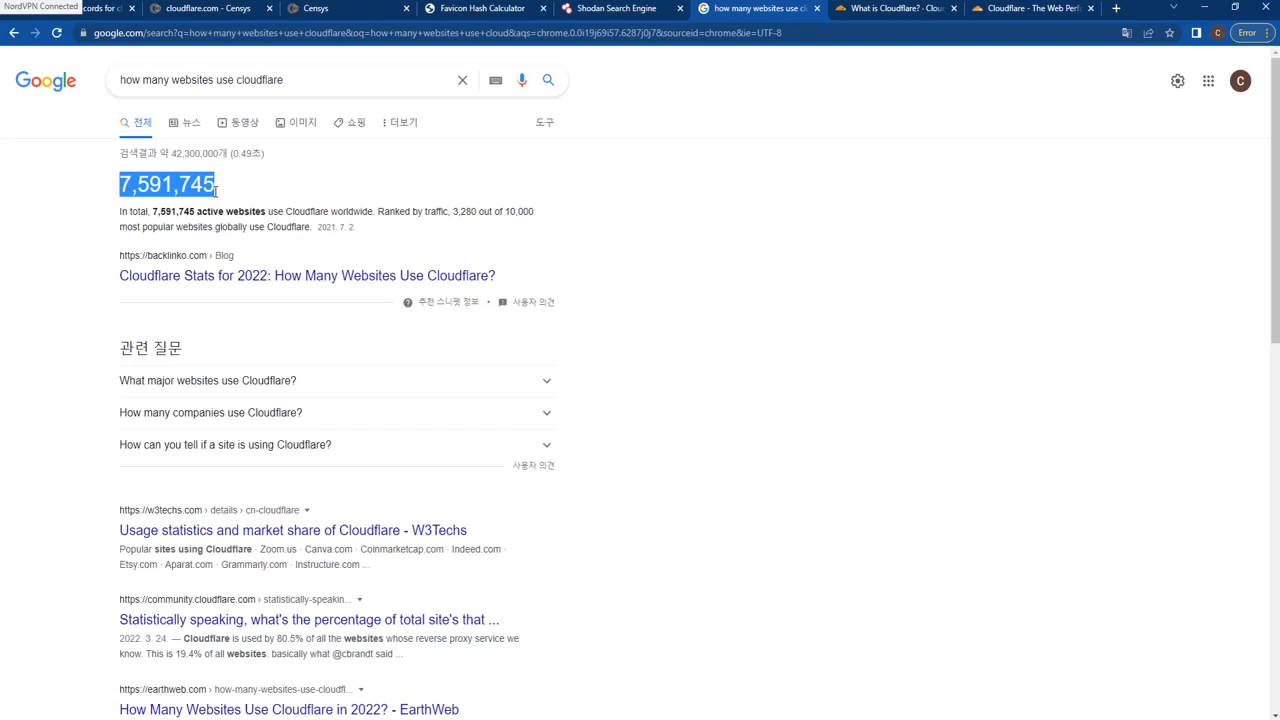 NordVPN Connected
cords
cloudflare.com - Censys
Censys
Favicon Hash Calculator
Shodan Search Engine
how many websites use cl
What is Cloudflare? - Cloud
Cloudflare - The Web Perf
google.com/search?q=how+many+websites+use+cloudflare&oq=how+many+websites+use+cloud&aqs=chrome.0.0i19j69i57.6287j0j7&sourceid=chrome&ie=UTF-8
C
Error
Google
how many websites use cloudflare
C
전체
뉴스
동영상
이미지
쇼핑
더보기
도구
검색결과 약 42,300,000개 (0.49초)
7,591,745
In total, 7,591,745 active websites use Cloudflare worldwide. Ranked by traffic, 3,280 out of 10,000
most popular websites globally use Cloudflare. 2021. 7. 2.
https://backlinko.com › Blog
Cloudflare Stats for 2022: How Many Websites Use Cloudflare?
추천 스니펫 정보 • 사용자 의견
관련 질문
What major websites use Cloudflare?
How many companies use Cloudflare?
How can you tell if a site is using Cloudflare?
사용자 의견
https://w3techs.com › details › cn-cloudflare
Usage statistics and market share of Cloudflare - W3Techs
Popular sites using Cloudflare · Zoom.us · Canva.com · Coinmarketcap.com · Indeed.com ·
Etsy.com · Aparat.com · Grammarly.com · Instructure.com ...
https://community.cloudflare.com › statistically-speakin...
Statistically speaking, what's the percentage of total site's that ...
2022. 3. 24. — Cloudflare is used by 80.5% of all the websites whose reverse proxy service we
know. This is 19.4% of all websites. basically what @cbrandt said ...
https://earthweb.com › how-many-websites-use-cloudfl...
How Many Websites Use Cloudflare in 2022? - EarthWeb